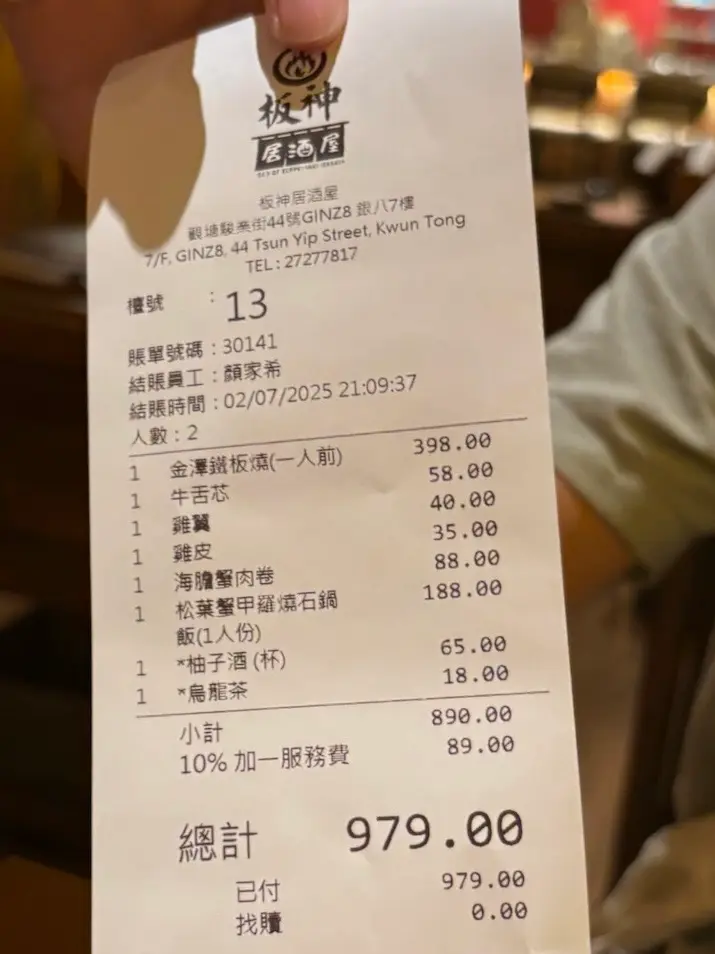 板神
居酒屋
板神居酒屋
觀塘駿業街44號GINZ8 銀八7樓
7/F, GINZ8, 44 Tsun Yip Street, Kwun Tong
TEL : 27277817
檯號 : 13
賬單號碼 : 30141
結賬員工 : 顏家希
結賬時間 : 02/07/2025 21:09:37
人數 : 2
1 金澤鐵板燒(一人前) 398.00
1 牛舌芯 58.00
1 雞翼 40.00
1 雞皮 35.00
1 海膽蟹肉卷 88.00
1 松葉蟹甲羅燒石鍋 188.00
飯(1人份)
1 *柚子酒 (杯) 65.00
1 *烏龍茶 18.00
小計 890.00
10% 加一服務費 89.00
總計 979.00
已付 979.00
找贖 0.00